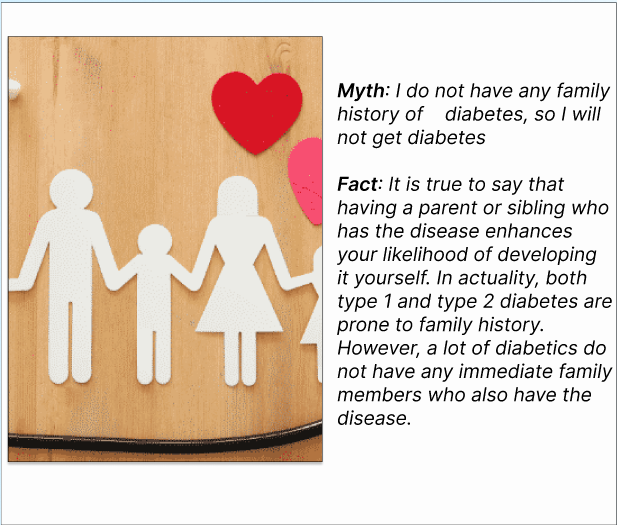 Myth: I do not have any family
history of diabetes, so I will
not get diabetes
Fact: It is true to say that
having a parent or sibling who
has the disease enhances
your likelihood of developing
it yourself. In actuality, both
type 1 and type 2 diabetes are
prone to family history.
However, a lot of diabetics do
not have any immediate family
members who also have the
disease.